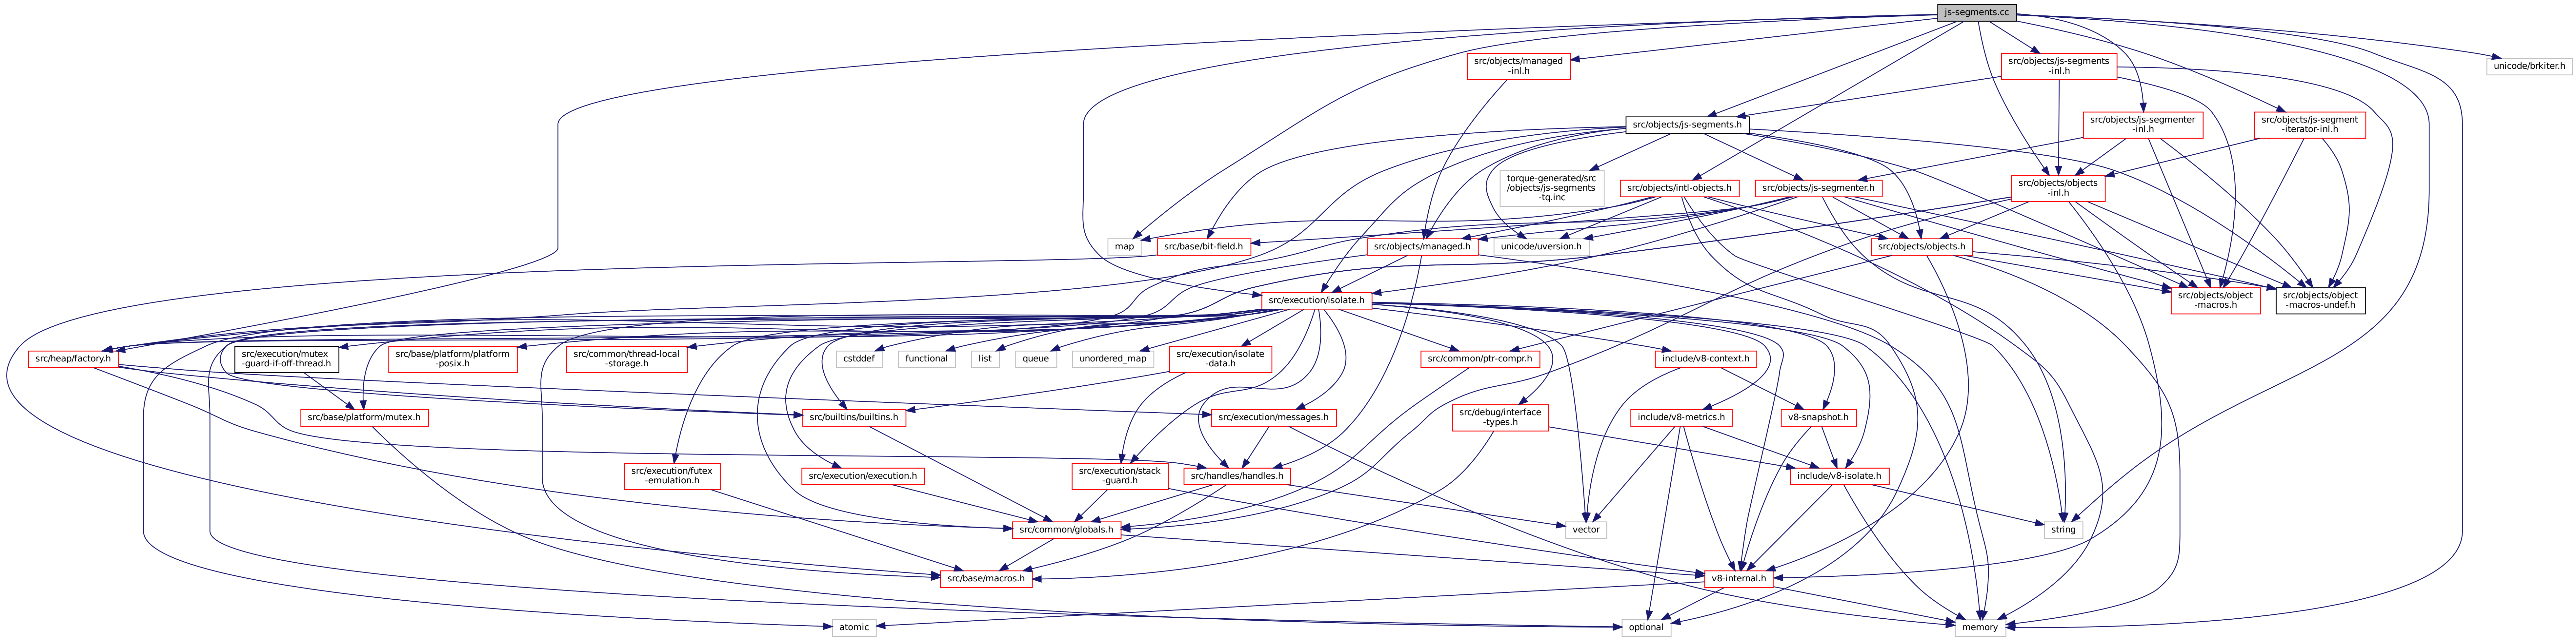 js-segments.cc
src/objects/managed
-inl.h
src/objects/js-segments
-inl.h
unicode/brkiter.h
src/objects/js-segments.h
src/objects/js-segmenter
-inl.h
src/objects/js-segment
-iterator-inl.h
torque-generated/src
/objects/js-segments
-tq.inc
src/objects/intl-objects.h
src/objects/js-segmenter.h
src/objects/objects
-inl.h
map
src/base/bit-field.h
src/objects/managed.h
unicode/uversion.h
src/objects/objects.h
src/execution/isolate.h
src/objects/object
-macros.h
src/objects/object
-macros-undef.h
src/heap/factory.h
src/execution/mutex
-guard-if-off-thread.h
src/base/platform/platform
-posix.h
src/common/thread-local
-storage.h
cstddef
functional
list
queue
unordered_map
src/execution/isolate
-data.h
src/common/ptr-compr.h
include/v8-context.h
src/base/platform/mutex.h
src/builtins/builtins.h
src/execution/messages.h
src/debug/interface
-types.h
include/v8-metrics.h
v8-snapshot.h
src/execution/futex
-emulation.h
src/execution/execution.h
src/execution/stack
-guard.h
src/handles/handles.h
include/v8-isolate.h
src/common/globals.h
vector
string
src/base/macros.h
v8-internal.h
atomic
optional
memory